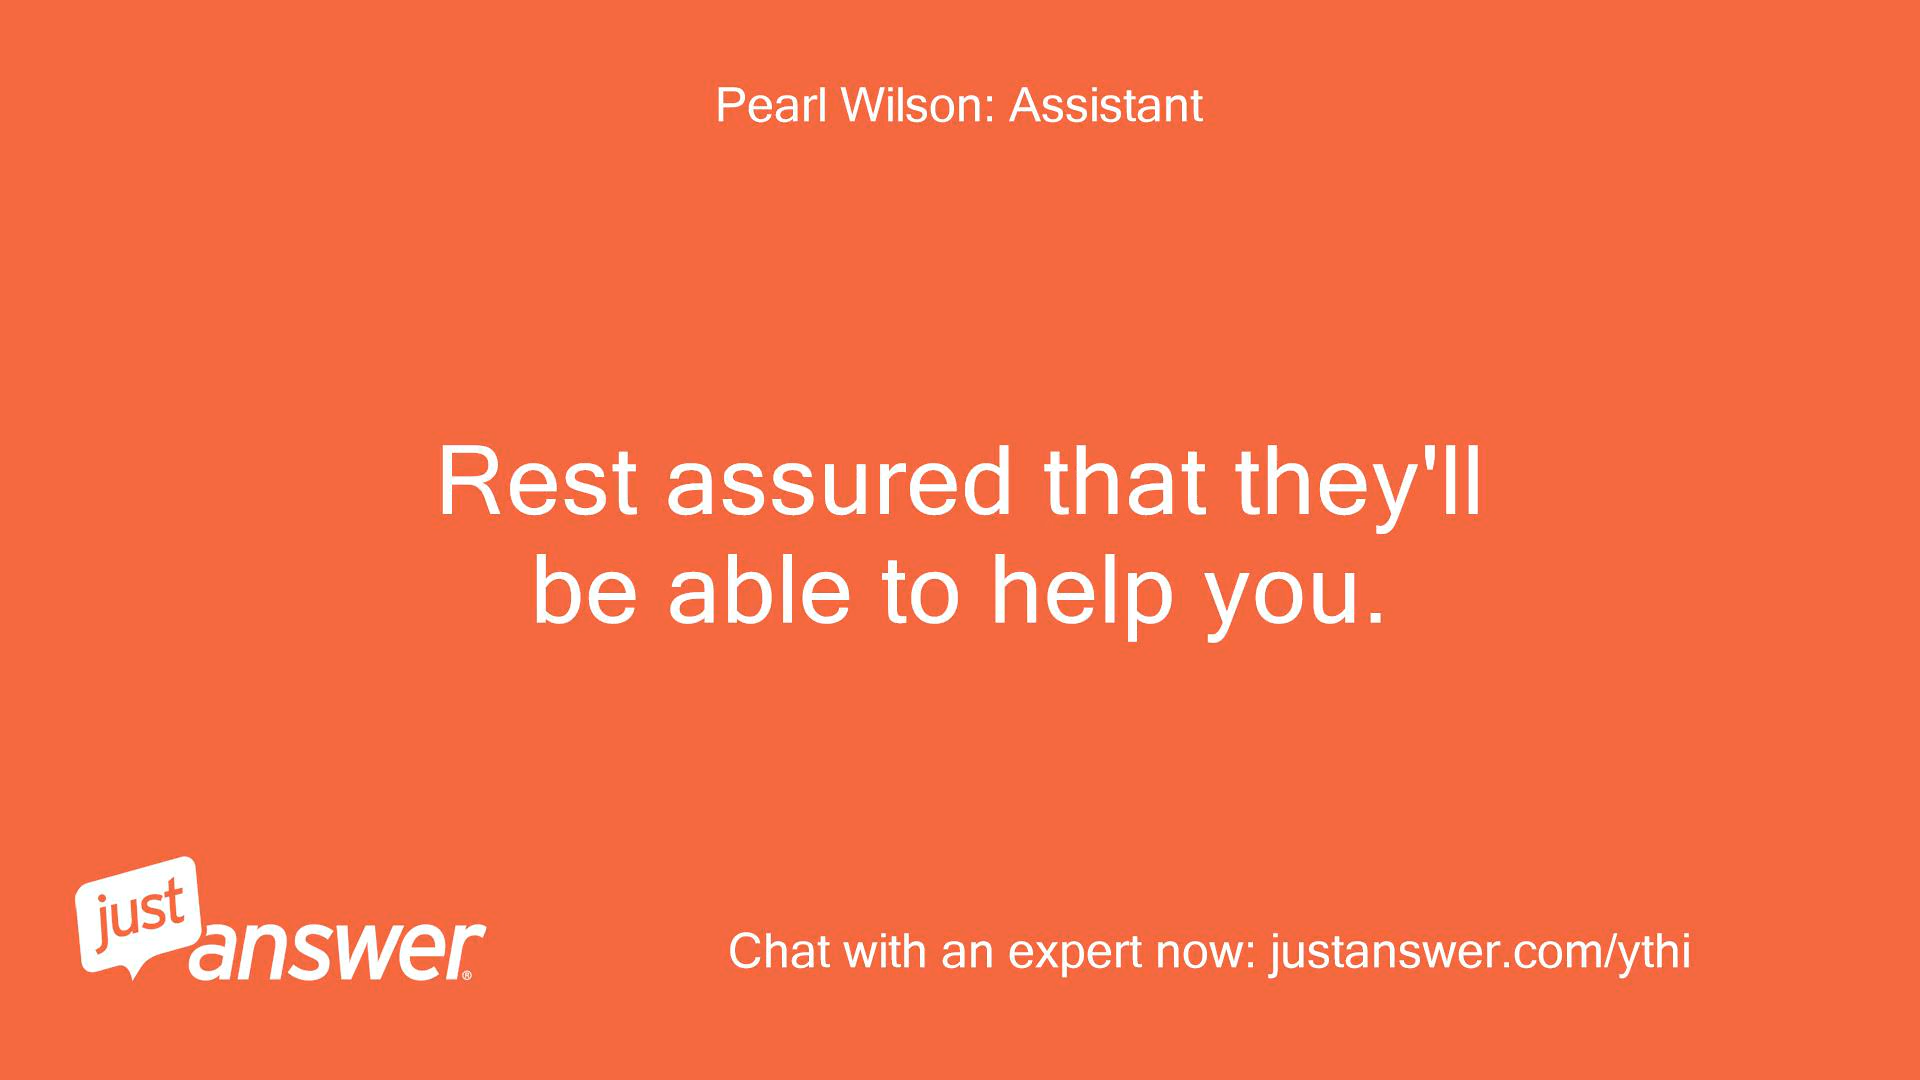 Pearl Wilson: Assistant
Rest assured that they'll
be able to help you.
just
answer®
Chat with an expert now: justanswer.com/ythi